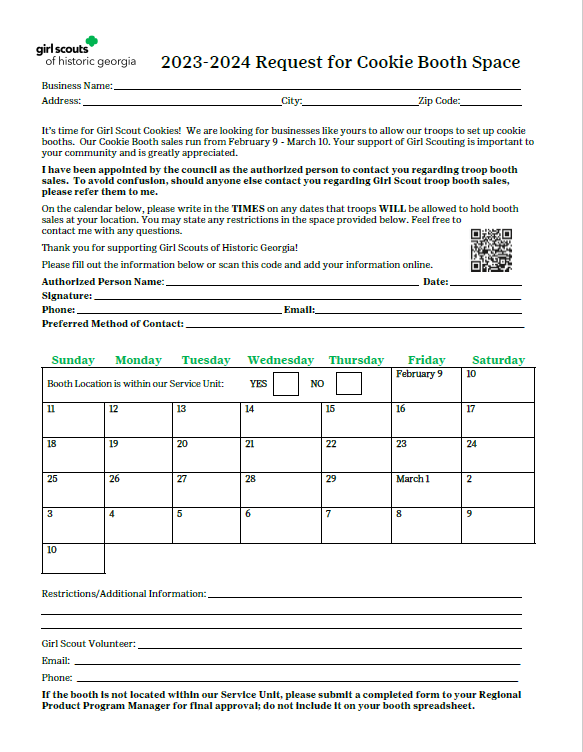 girl scouts
of historic georgia
2023-2024 Request for Cookie Booth Space
Business Name:
Address: City: Zip Code:
It's time for Girl Scout Cookies! We are looking for businesses like yours to allow our troops to set up cookie
booths. Our Cookie Booth sales run from February 9 - March 10. Your support of Girl Scouting is important to
your community and is greatly appreciated.
I have been appointed by the council as the authorized person to contact you regarding troop booth
sales. To avoid confusion, should anyone else contact you regarding Girl Scout troop booth sales,
please refer them to me.
On the calendar below, please write in the TIMES on any dates that troops WILL be allowed to hold booth
sales at your location. You may state any restrictions in the space provided below. Feel free to
contact me with any questions.
Thank you for supporting Girl Scouts of Historic Georgia!
Please fill out the information below or scan this code and add your information online.
Authorized Person Name: Date:
Signature:
Phone: Email:
Preferred Method of Contact:
Sunday Monday Tuesday Wednesday Thursday Friday Saturday
Booth Location is within our Service Unit: YES NO February 9 10
11 12 13 14 15 16 17
18 19 20 21 22 23 24
25 26 27 28 29 March 1 2
3 4 5 6 7 8 9
10
Restrictions/Additional Information:
Girl Scout Volunteer:
Email:
Phone:
If the booth is not located within our Service Unit, please submit a completed form to your Regional
Product Program Manager for final approval; do not include it on your booth spreadsheet.